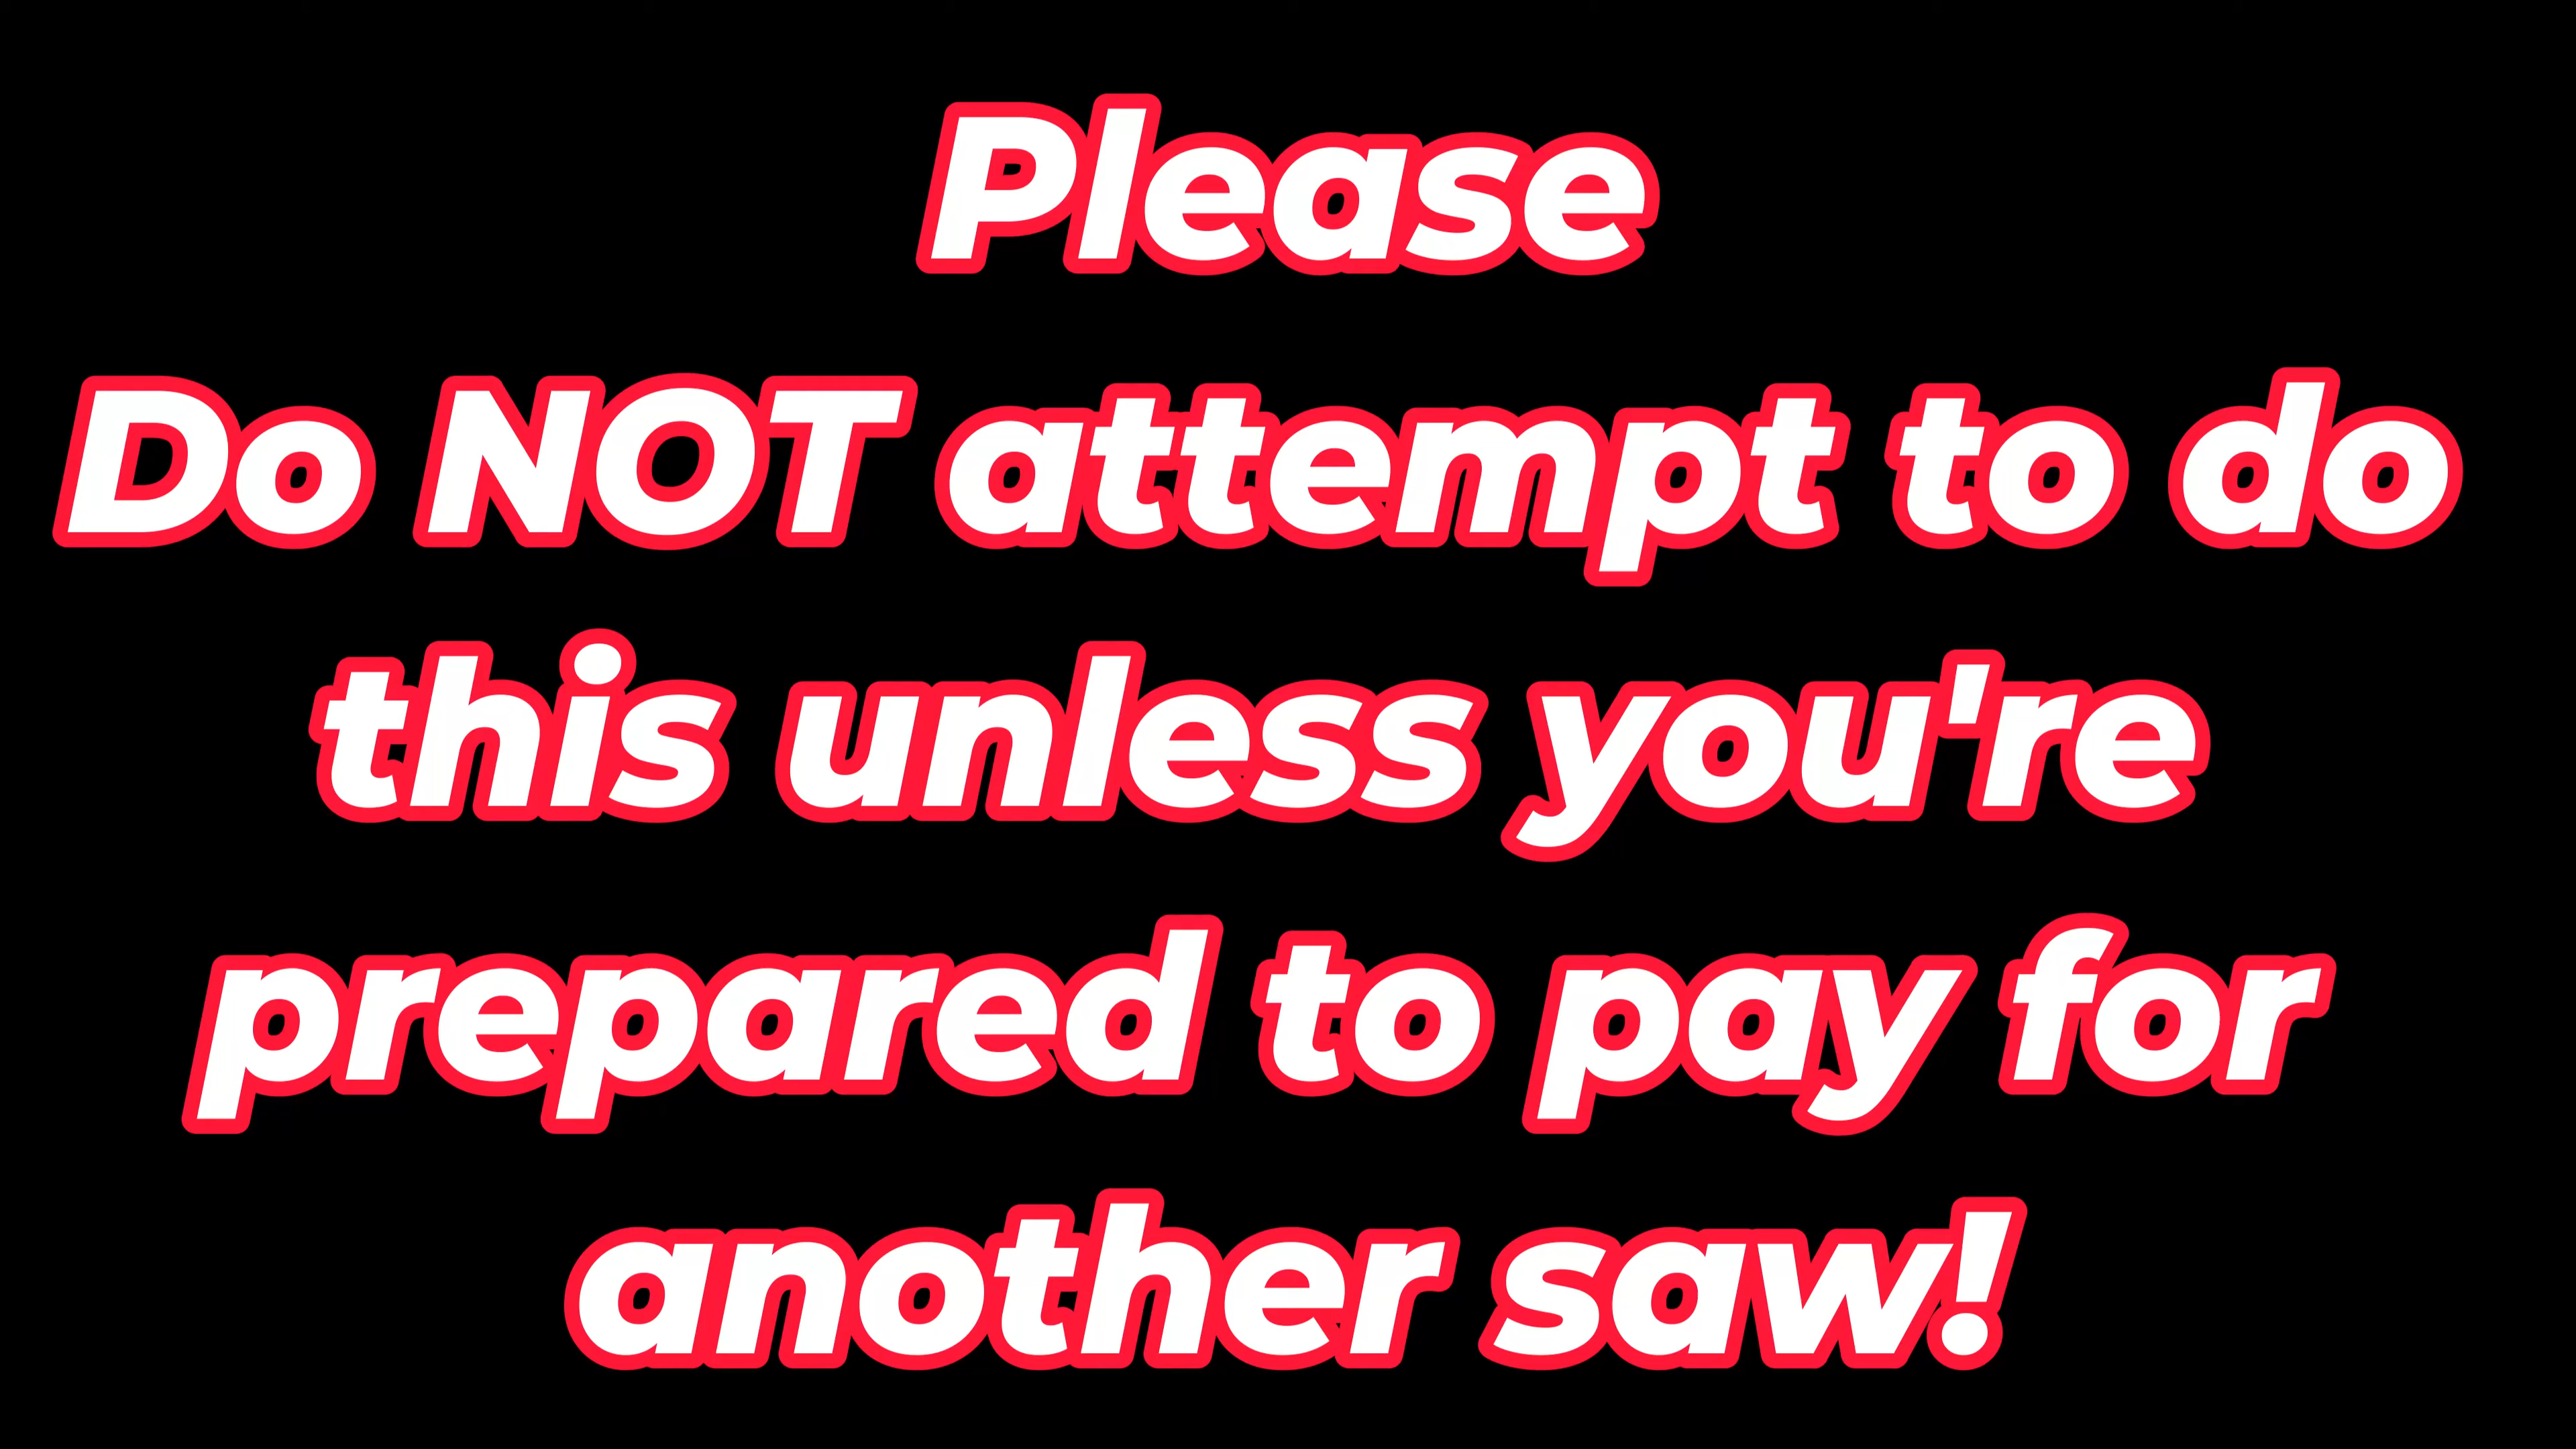 Please
Do NOT attempt to do
this unless you're
prepared to pay for
another saw!